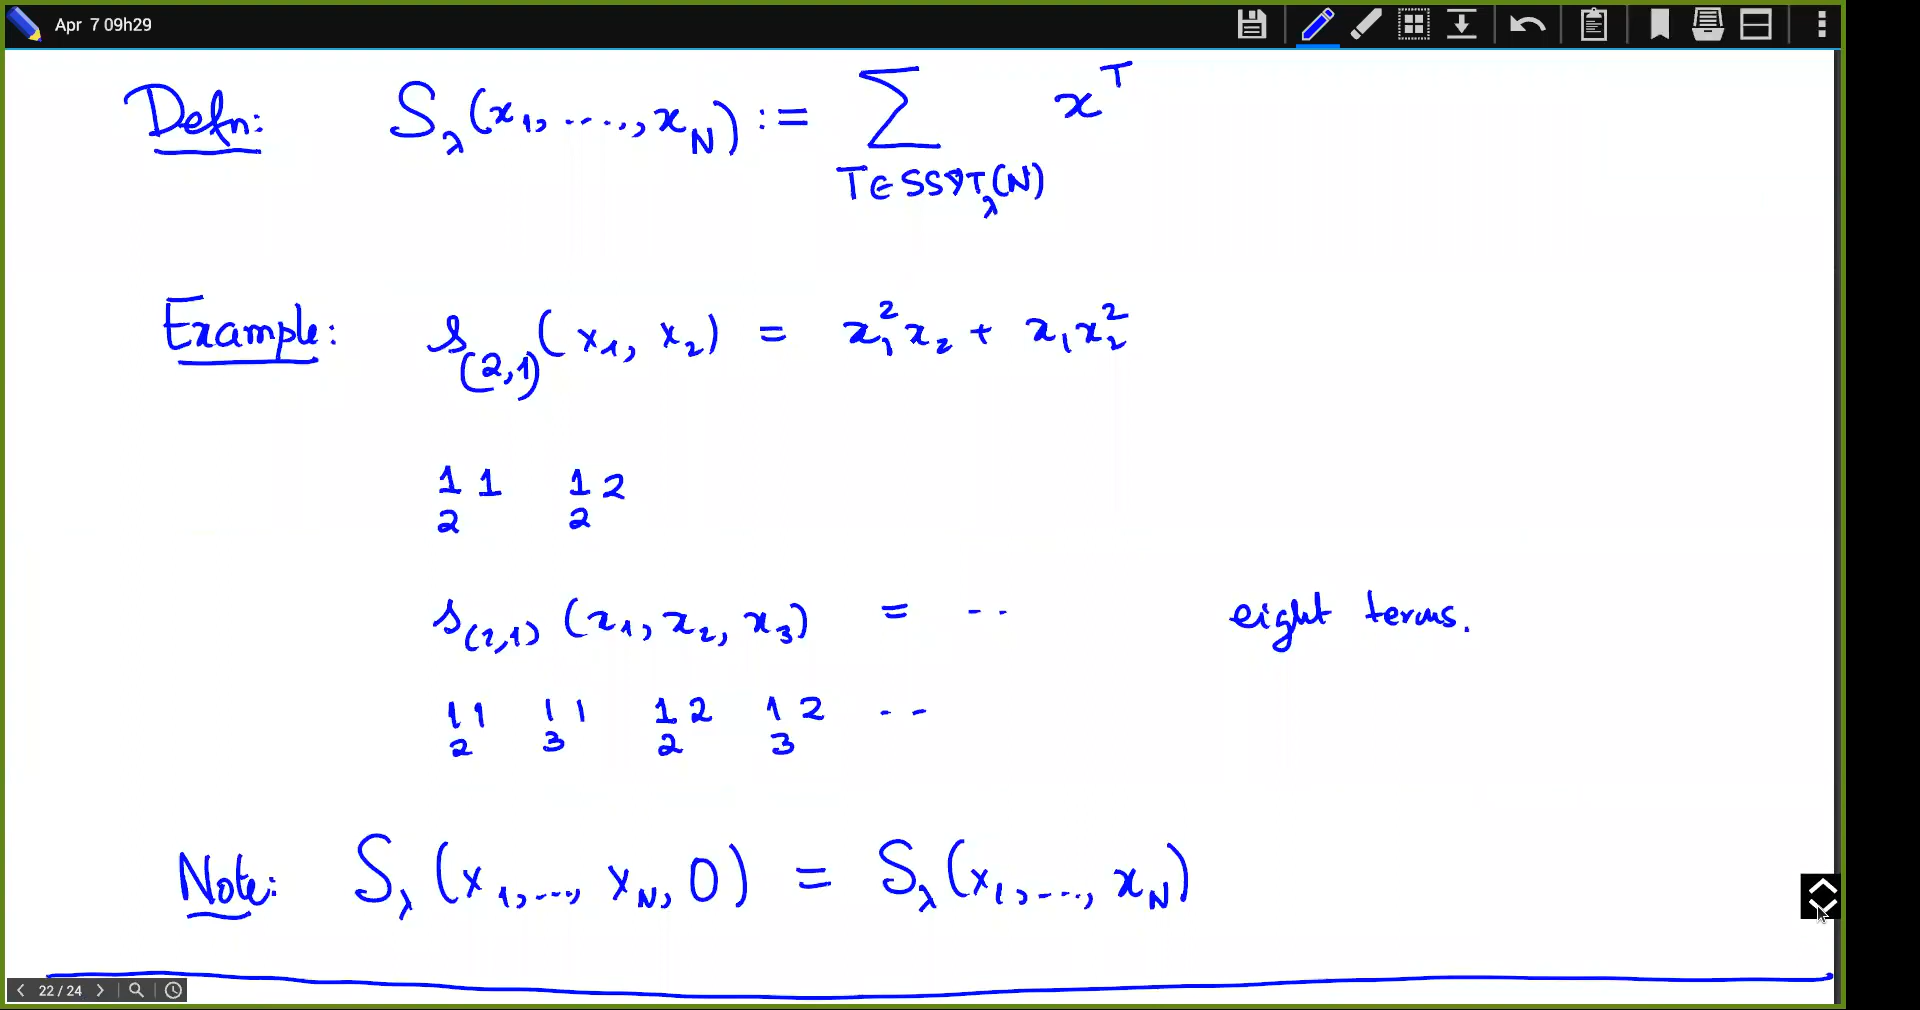 Apr 7 09h29
Defn: S_λ(x_1, ...., x_N) := ∑_{T∈SSYT_λ(N)} x^T
Example: s_(2,1)(x_1, x_2) = x_1^2 x_2 + x_1 x_2^2
1 1 1 2
2 2
s_(2,1)(x_1, x_2, x_3) = -- eight terms.
1 1 1 1 1 2 1 2 --
2 3 2 3
Note: S_λ(x_1, ..., x_N, 0) = S_λ(x_1, ..., x_N)
22 / 24